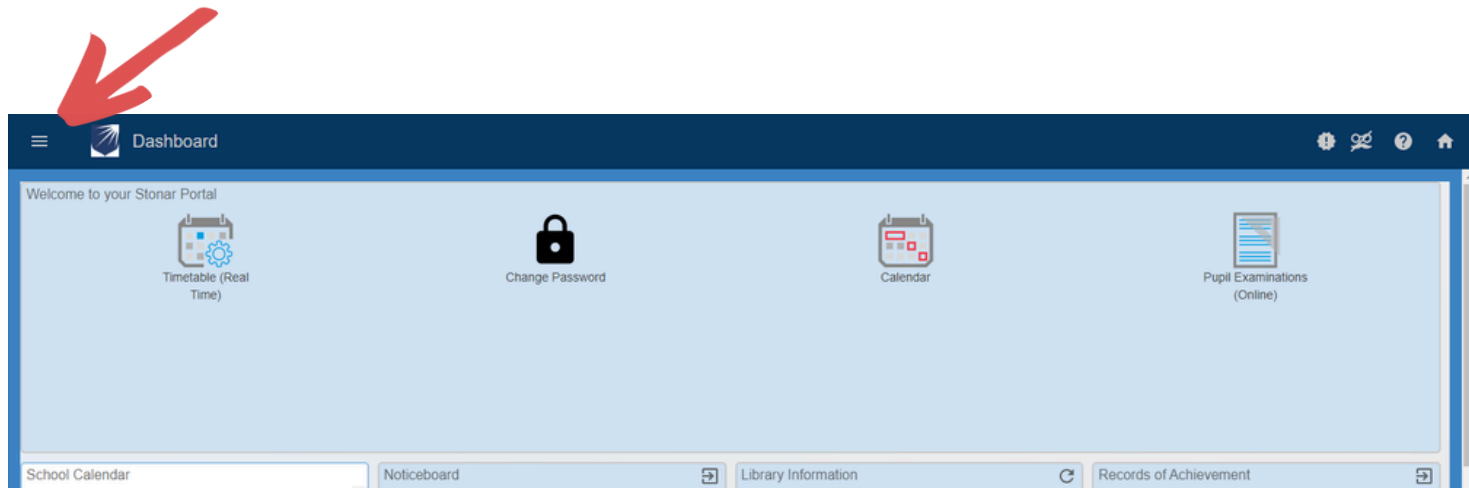 Dashboard
Welcome to your Stonar Portal
Timetable (Real
Time)
Change Password
Calendar
Pupil Examinations
(Online)
School Calendar
Noticeboard
Library Information
Records of Achievement